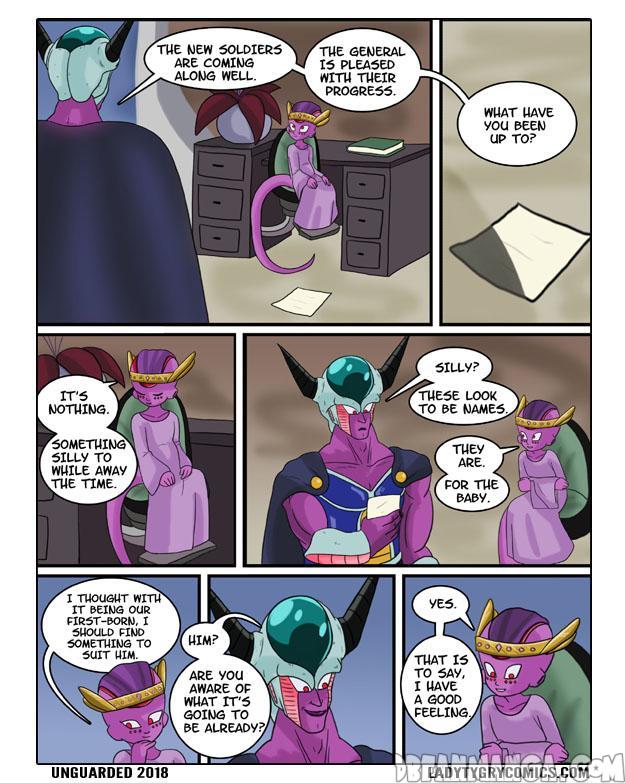 THE NEW SOLDIERS
ARE COMING
ALONG WELL.
THE GENERAL
IS PLEASED
WITH THEIR
PROGRESS.
WHAT HAVE
YOU BEEN
UP TO?
IT'S
NOTHING.
SOMETHING
SILLY TO
WHILE AWAY
THE TIME.
SILLY?
THESE LOOK
TO BE NAMES.
THEY
ARE.
FOR THE
BABY.
I THOUGHT WITH
IT BEING OUR
FIRST-BORN, I
SHOULD FIND
SOMETHING TO
SUIT HIM.
HIM?
ARE YOU
AWARE OF
WHAT IT'S
GOING TO
BE ALREADY?
YES.
THAT IS
TO SAY,
I HAVE
A GOOD
FEELING.
UNGUARDED 2018
LADYTYGRYCOMICS.COM
DBFANMANGA.COM